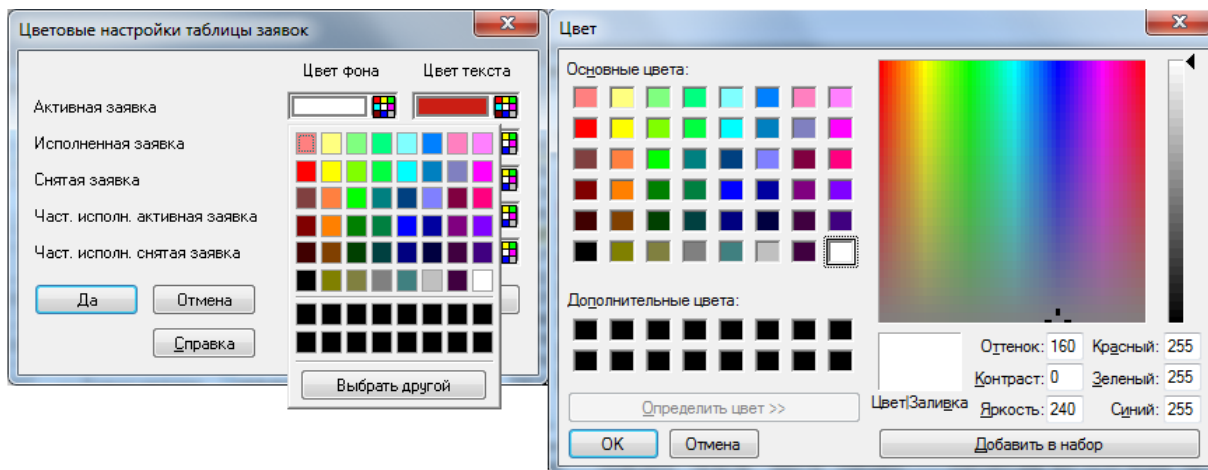 Цветовые настройки таблицы заявок
Цвет фона Цвет текста
Активная заявка
Исполненная заявка
Снятая заявка
Част. исполн. активная заявка
Част. исполн. снятая заявка
Да Отмена
Справка
Выбрать другой
Цвет
Основные цвета:
Дополнительные цвета:
Определить цвет >>
OK Отмена
Цвет|Заливка
Оттенок: 160 Красный: 255
Контраст: 0 Зеленый: 255
Яркость: 240 Синий: 255
Добавить в набор